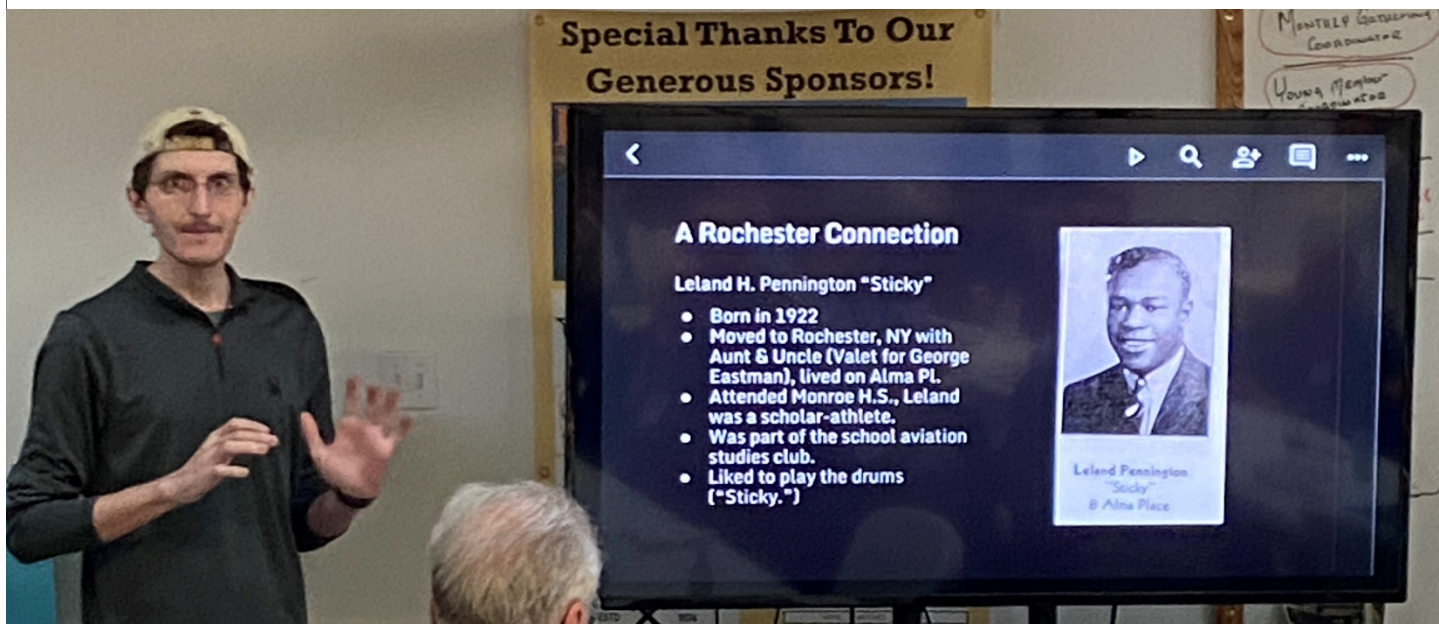 Special Thanks To Our
Generous Sponsors!
MONTHLY GATHERING
COORDINATOR
YOUNG MEMBER
COORDINATOR
A Rochester Connection
Leland H. Pennington "Sticky"
● Born in 1922
● Moved to Rochester, NY with
Aunt & Uncle (Valet for George
Eastman), lived on Alma Pl.
● Attended Monroe H.S., Leland
was a scholar-athlete.
● Was part of the school aviation
studies club.
● Liked to play the drums
("Sticky.")
Leland Pennington
"Sticky"
8 Alma Place